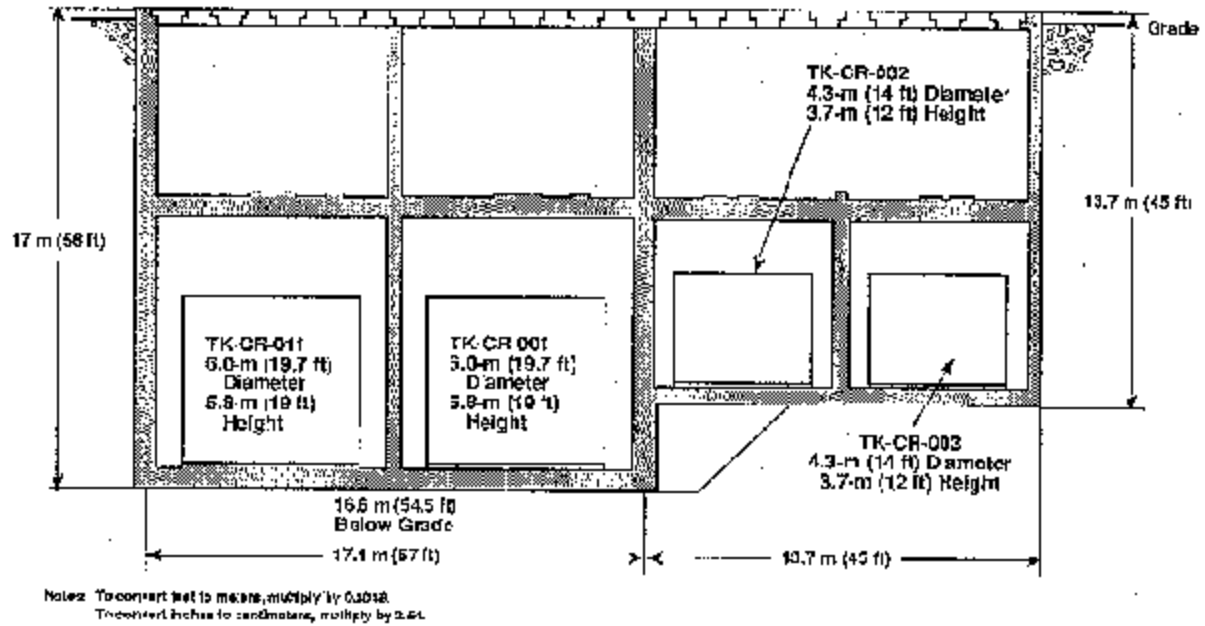 Grade
TK-CR-002
4.3-m (14 ft) Diameter
3.7-m (12 ft) Height
13.7 m (45 ft)
17 m (56 ft)
TK-CR-011
6.0-m (19.7 ft)
Diameter
5.8-m (19 ft)
Height
TK-CR-001
6.0-m (19.7 ft)
Diameter
5.8-m (19 ft)
Height
TK-CR-003
4.3-m (14 ft) Diameter
3.7-m (12 ft) Height
16.6 m (54.5 ft)
Below Grade
17.1 m (57 ft)
13.7 m (45 ft)
Notes: To convert feet to meters, multiply by 0.3048.
To convert inches to centimeters, multiply by 2.54.